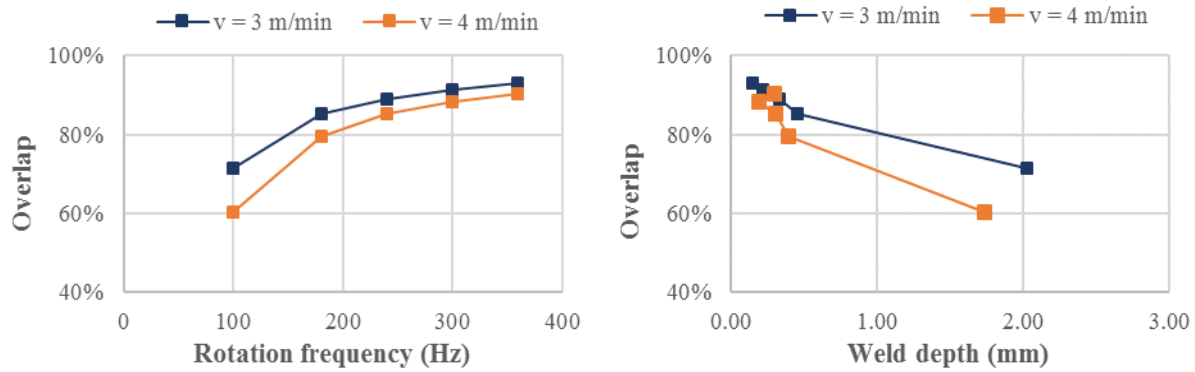 v = 3 m/min v = 4 m/min
100%
80%
60%
40%
Overlap
0 100 200 300 400
Rotation frequency (Hz)
v = 3 m/min v = 4 m/min
100%
80%
60%
40%
Overlap
0.00 1.00 2.00 3.00
Weld depth (mm)